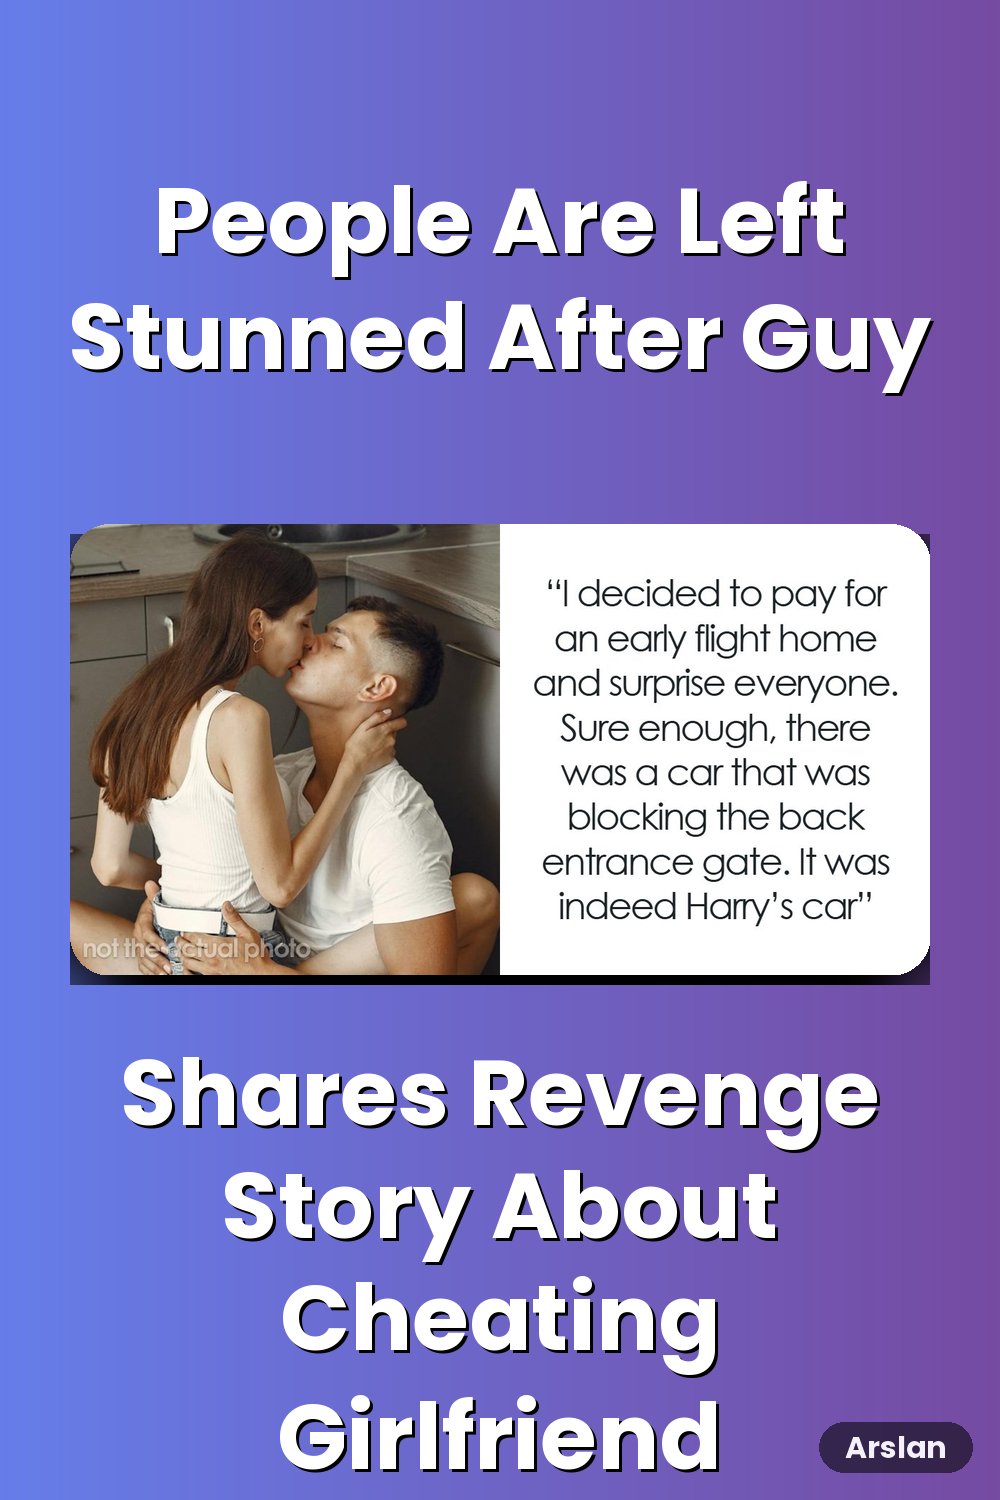 People Are Left
Stunned After Guy
“I decided to pay for
an early flight home
and surprise everyone.
Sure enough, there
was a car that was
blocking the back
entrance gate. It was
indeed Harry’s car”
not the actual photo
Shares Revenge
Story About
Cheating
Girlfriend
Arslan